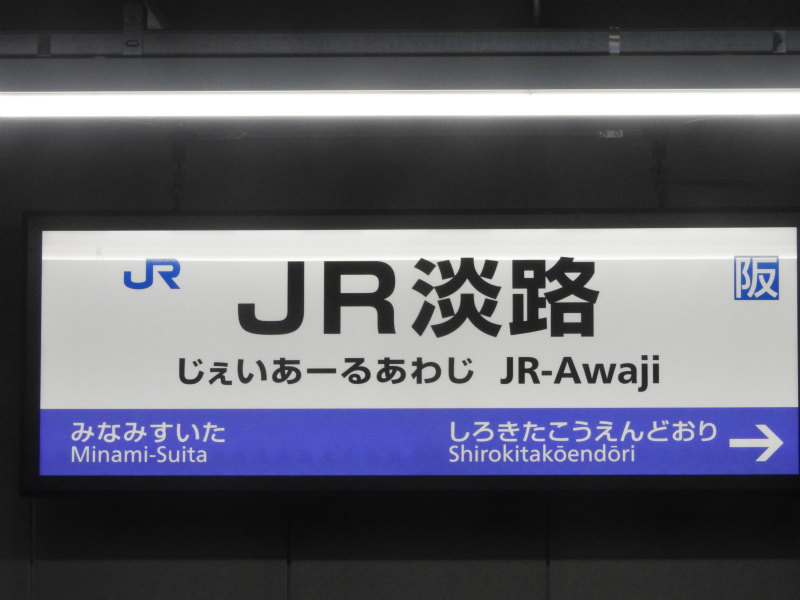 JR
JR淡路
阪
じぇいあーるあわじ JR-Awaji
みなみすいた
Minami-Suita
しろきたこうえんどおり →
Shirokitakōendōri